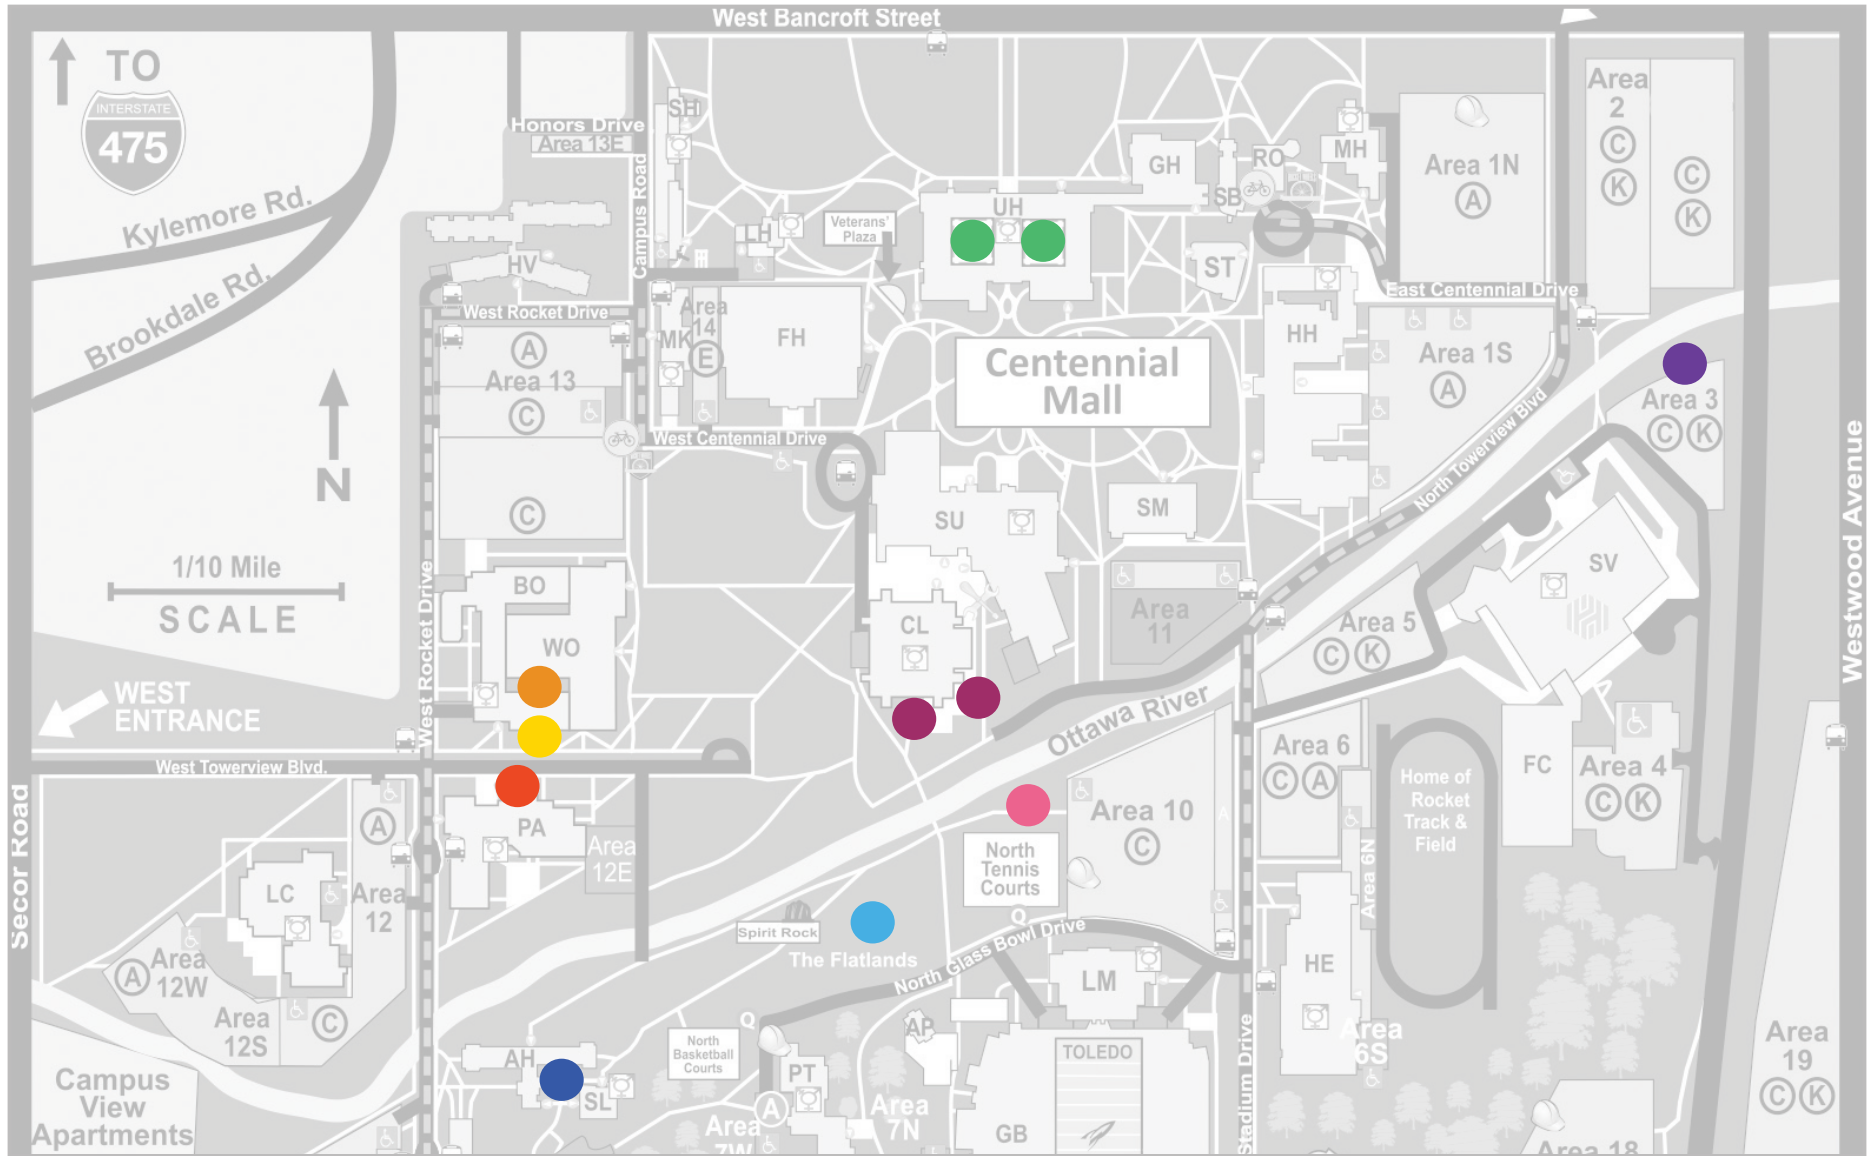 West Bancroft Street
TO
INTERSTATE
475
Kylemore Rd.
Brookdale Rd.
N
1/10 Mile
SCALE
WEST
ENTRANCE
Honors Drive
Area 13E
Campus Road
SH
HV
LH
Veterans'
Plaza
UH
GH
SB
RO
MH
ST
Area 1N
A
Area
2
C
K
C
K
West Rocket Drive
A
Area 13
C
C
Area
14
E
MK
FH
Centennial
Mall
HH
East Centennial Drive
Area 1S
A
North Towerview Blvd
Area 3
C K
Westwood Avenue
West Centennial Drive
SU
SM
SV
BO
WO
West Rocket Drive
CL
Area
11
Area 5
C K
Ottawa River
West Towerview Blvd.
Secor Road
PA
Area
12E
A
Area
12
LC
A
Area
12W
Area
12S
C
Campus
View
Apartments
Area 10
C
A
North
Tennis
Courts
Q
Spirit Rock
The Flatlands
North Glass Bowl Drive
Area 6
C A
Area 6N
Home of
Rocket
Track &
Field
FC
Area 4
C K
HE
Area
6S
Stadium Drive
LM
AP
TOLEDO
GB
Q
North
Basketball
Courts
AH
SL
PT
A
Area
7W
Area
7N
Area
19
C K
Area 18